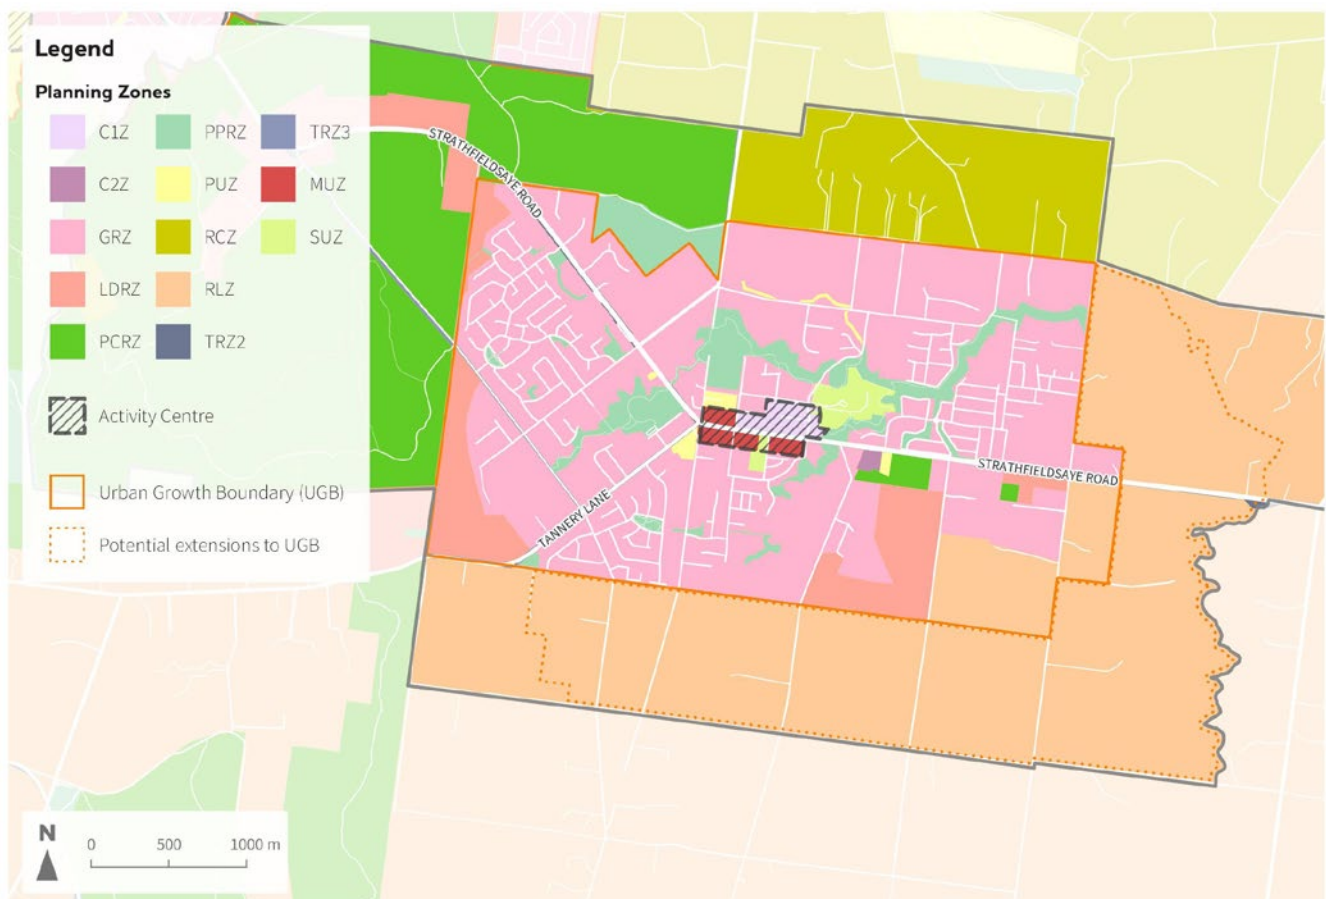 Legend
Planning Zones
C1Z PPRZ TRZ3
C2Z PUZ MUZ
GRZ RCZ SUZ
LDRZ RLZ
PCRZ TRZ2
Activity Centre
Urban Growth Boundary (UGB)
Potential extensions to UGB
STRATHFIELDSAYE ROAD
STRATHFIELDSAYE ROAD
TANNERY LANE
N
0 500 1000 m